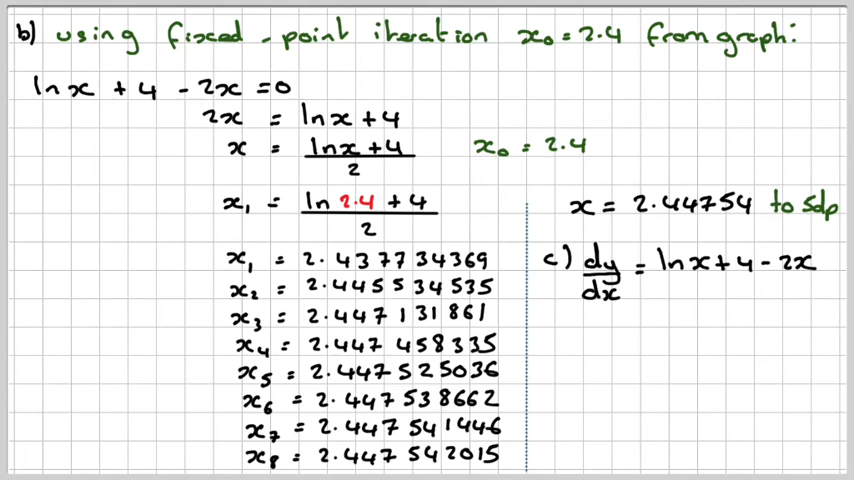 b) using fixed-point iteration x₀ = 2.4 from graph:
ln x + 4 - 2x = 0
2x = ln x + 4
x = (ln x + 4)/2 x₀ = 2.4
x₁ = (ln 2.4 + 4)/2
x₁ = 2.437734369
x₂ = 2.445534535
x₃ = 2.447131861
x₄ = 2.447458335
x₅ = 2.447525036
x₆ = 2.447538662
x₇ = 2.447541446
x₈ = 2.447542015
x = 2.44754 to 5dp
c) dy/dx = ln x + 4 - 2x